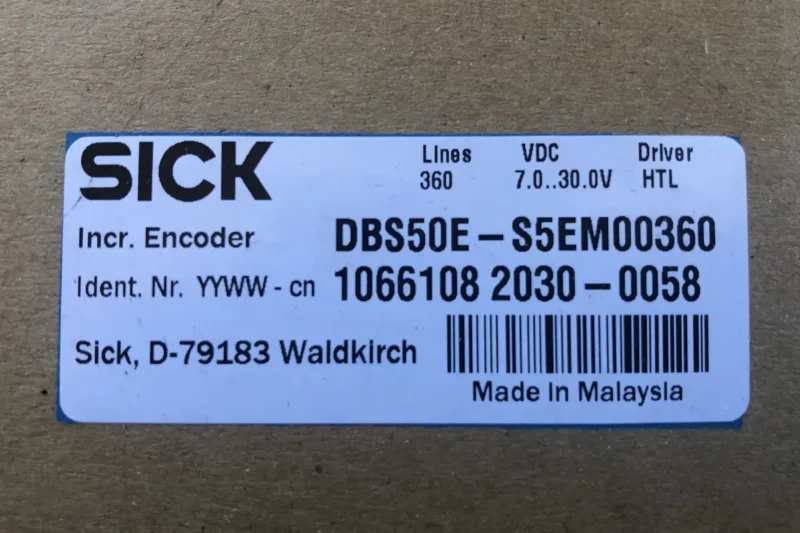 SICK
Lines VDC Driver
360 7.0..30.0V HTL
Incr. Encoder DBS50E – S5EM00360
Ident. Nr. YYWW - cn 1066108 2030 – 0058
Sick, D-79183 Waldkirch
Made In Malaysia